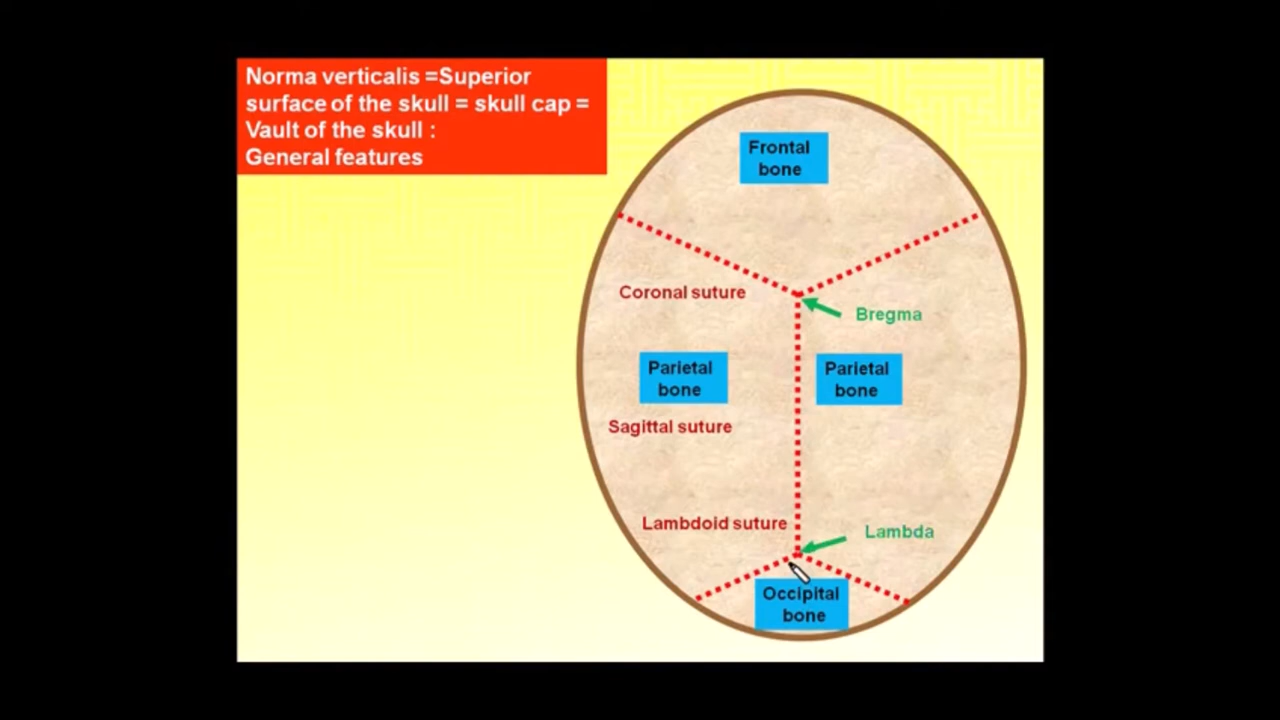 Norma verticalis =Superior
surface of the skull = skull cap =
Vault of the skull :
General features
Frontal
bone
Coronal suture
Bregma
Parietal
bone
Parietal
bone
Sagittal suture
Lambdoid suture
Lambda
Occipital
bone